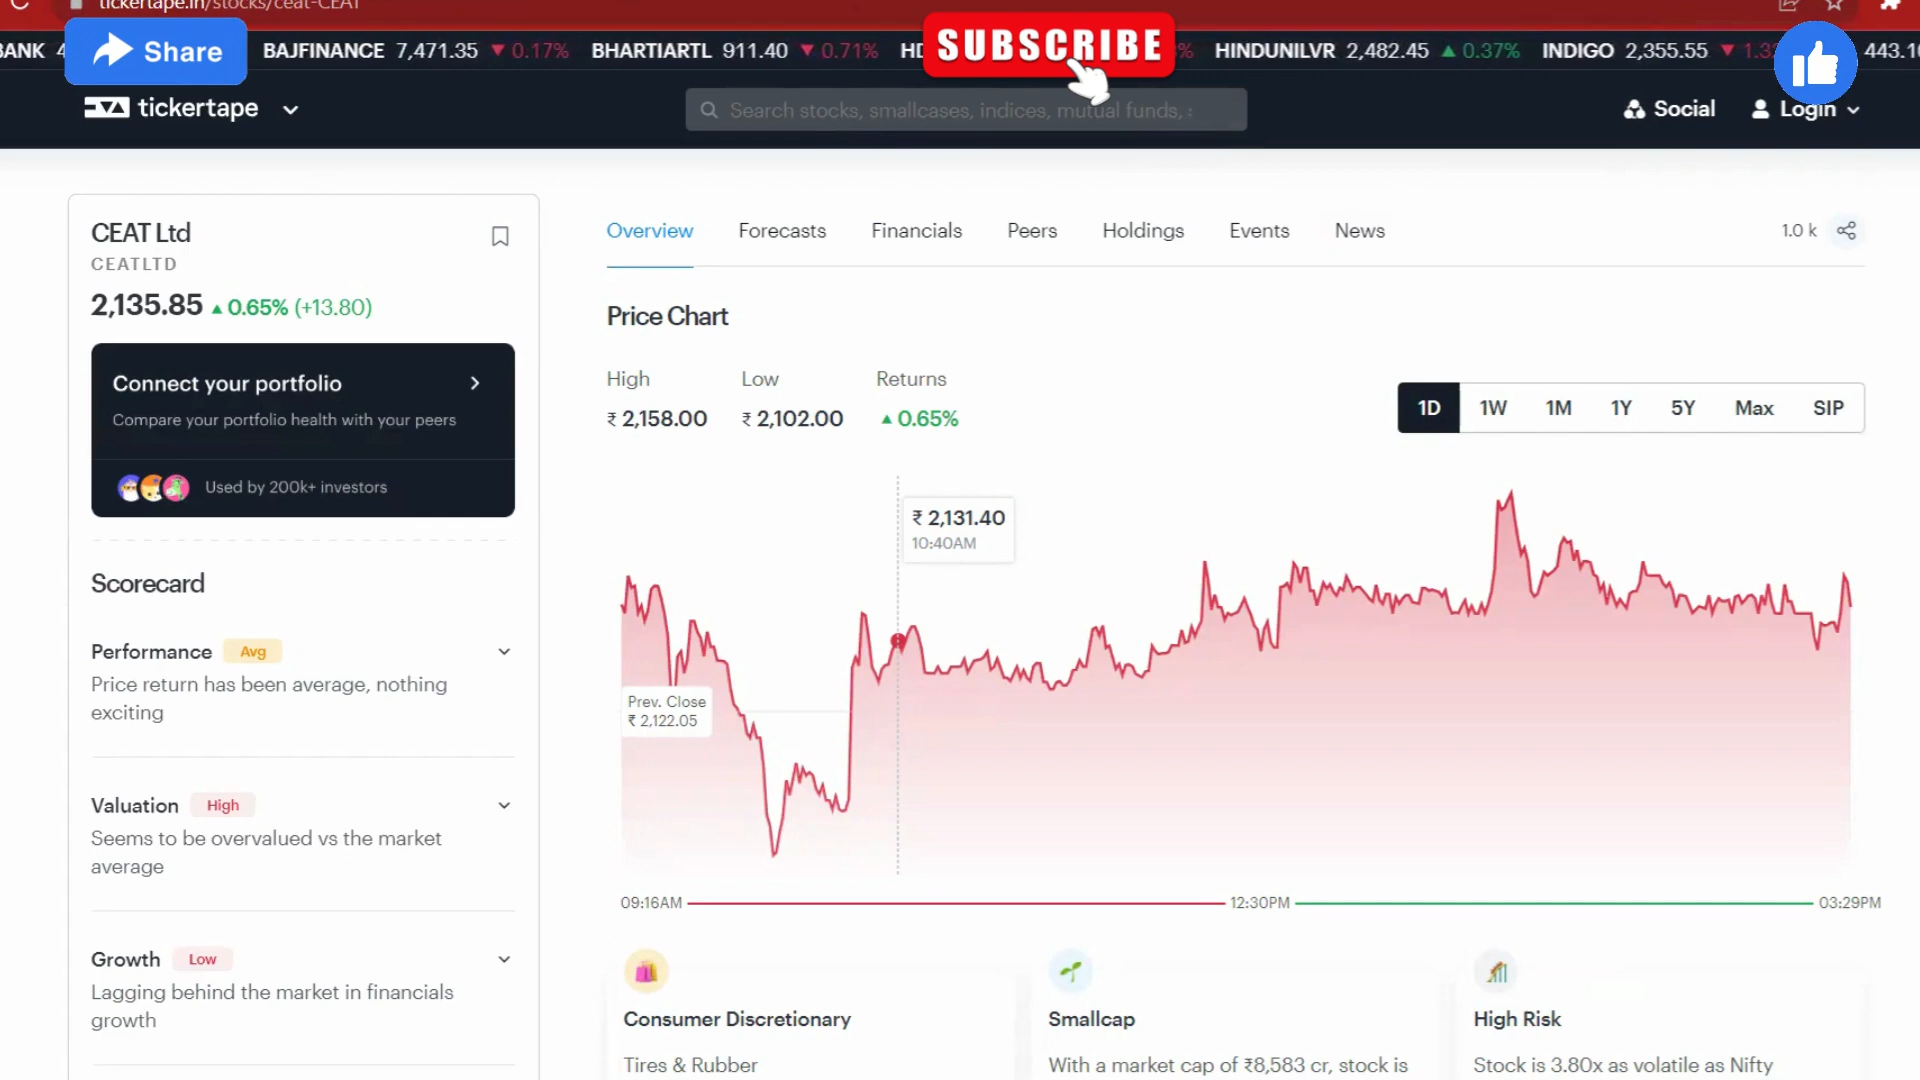 tickertape.in/stocks/ceat-CEAT
BANK
Share
BAJFINANCE 7,471.35 ▼ 0.17%
BHARTIARTL 911.40 ▼ 0.71%
SUBSCRIBE
HINDUNILVR 2,482.45 ▲ 0.37%
INDIGO 2,355.55 ▼
tickertape
Search stocks, smallcases, indices, mutual funds,
Social
Login
CEAT Ltd
CEATLTD
2,135.85 ▲ 0.65% (+13.80)
Connect your portfolio
Compare your portfolio health with your peers
Used by 200k+ investors
Scorecard
Performance Avg
Price return has been average, nothing
exciting
Valuation High
Seems to be overvalued vs the market
average
Growth Low
Lagging behind the market in financials
growth
Overview Forecasts Financials Peers Holdings Events News
1.0 k
Price Chart
High Low Returns
₹ 2,158.00 ₹ 2,102.00 ▲ 0.65%
1D 1W 1M 1Y 5Y Max SIP
₹ 2,131.40
10:40AM
Prev. Close
₹ 2,122.05
09:16AM 12:30PM 03:29PM
Consumer Discretionary
Tires & Rubber
Smallcap
With a market cap of ₹8,583 cr, stock is
High Risk
Stock is 3.80x as volatile as Nifty